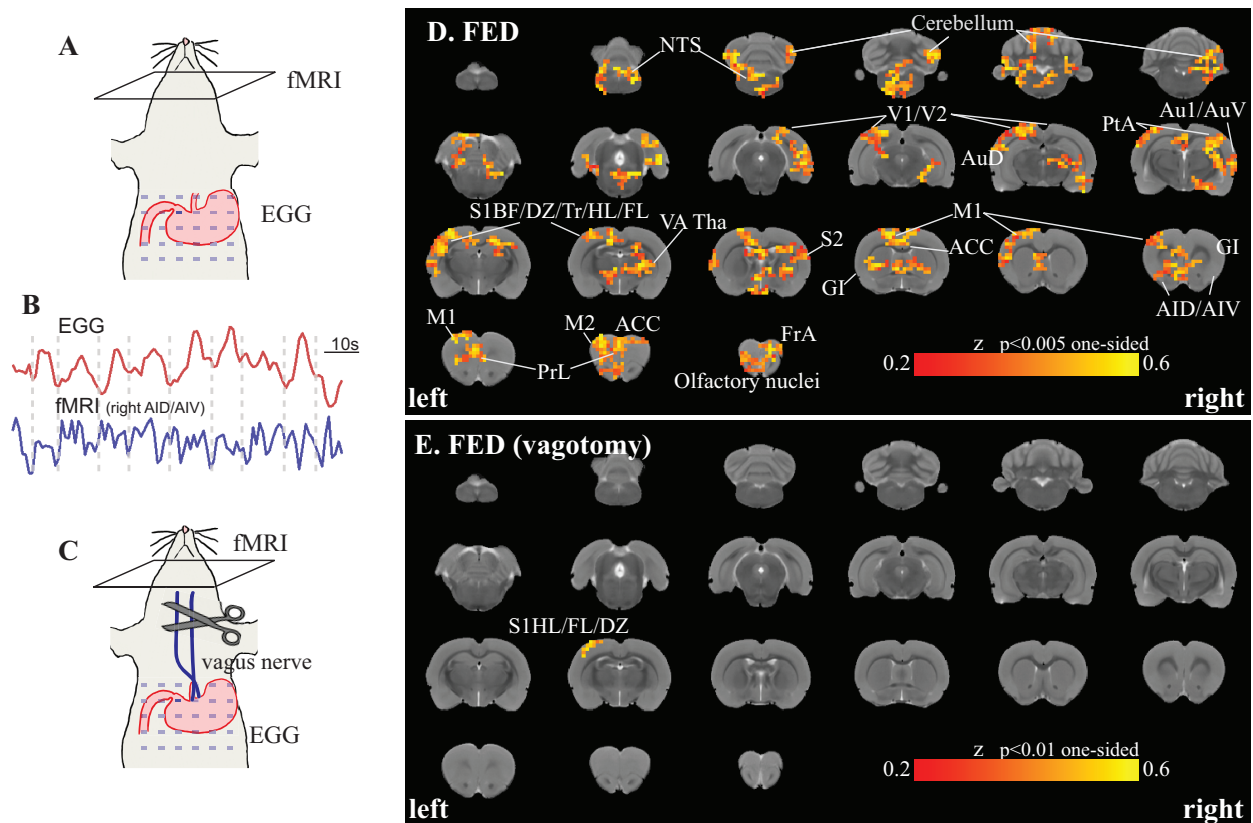 A
fMRI
EGG
B
EGG
10s
fMRI (right AID/AIV)
C
fMRI
vagus nerve
EGG
D. FED
NTS
Cerebellum
V1/V2
AuD
PtA
Au1/AuV
S1BF/DZ/Tr/HL/FL
VA Tha
S2
M1
ACC
GI
GI
AID/AIV
M1
M2
ACC
PrL
FrA
Olfactory nuclei
z p<0.005 one-sided
0.2
0.6
left
right
E. FED (vagotomy)
S1HL/FL/DZ
z p<0.01 one-sided
0.2
0.6
left
right